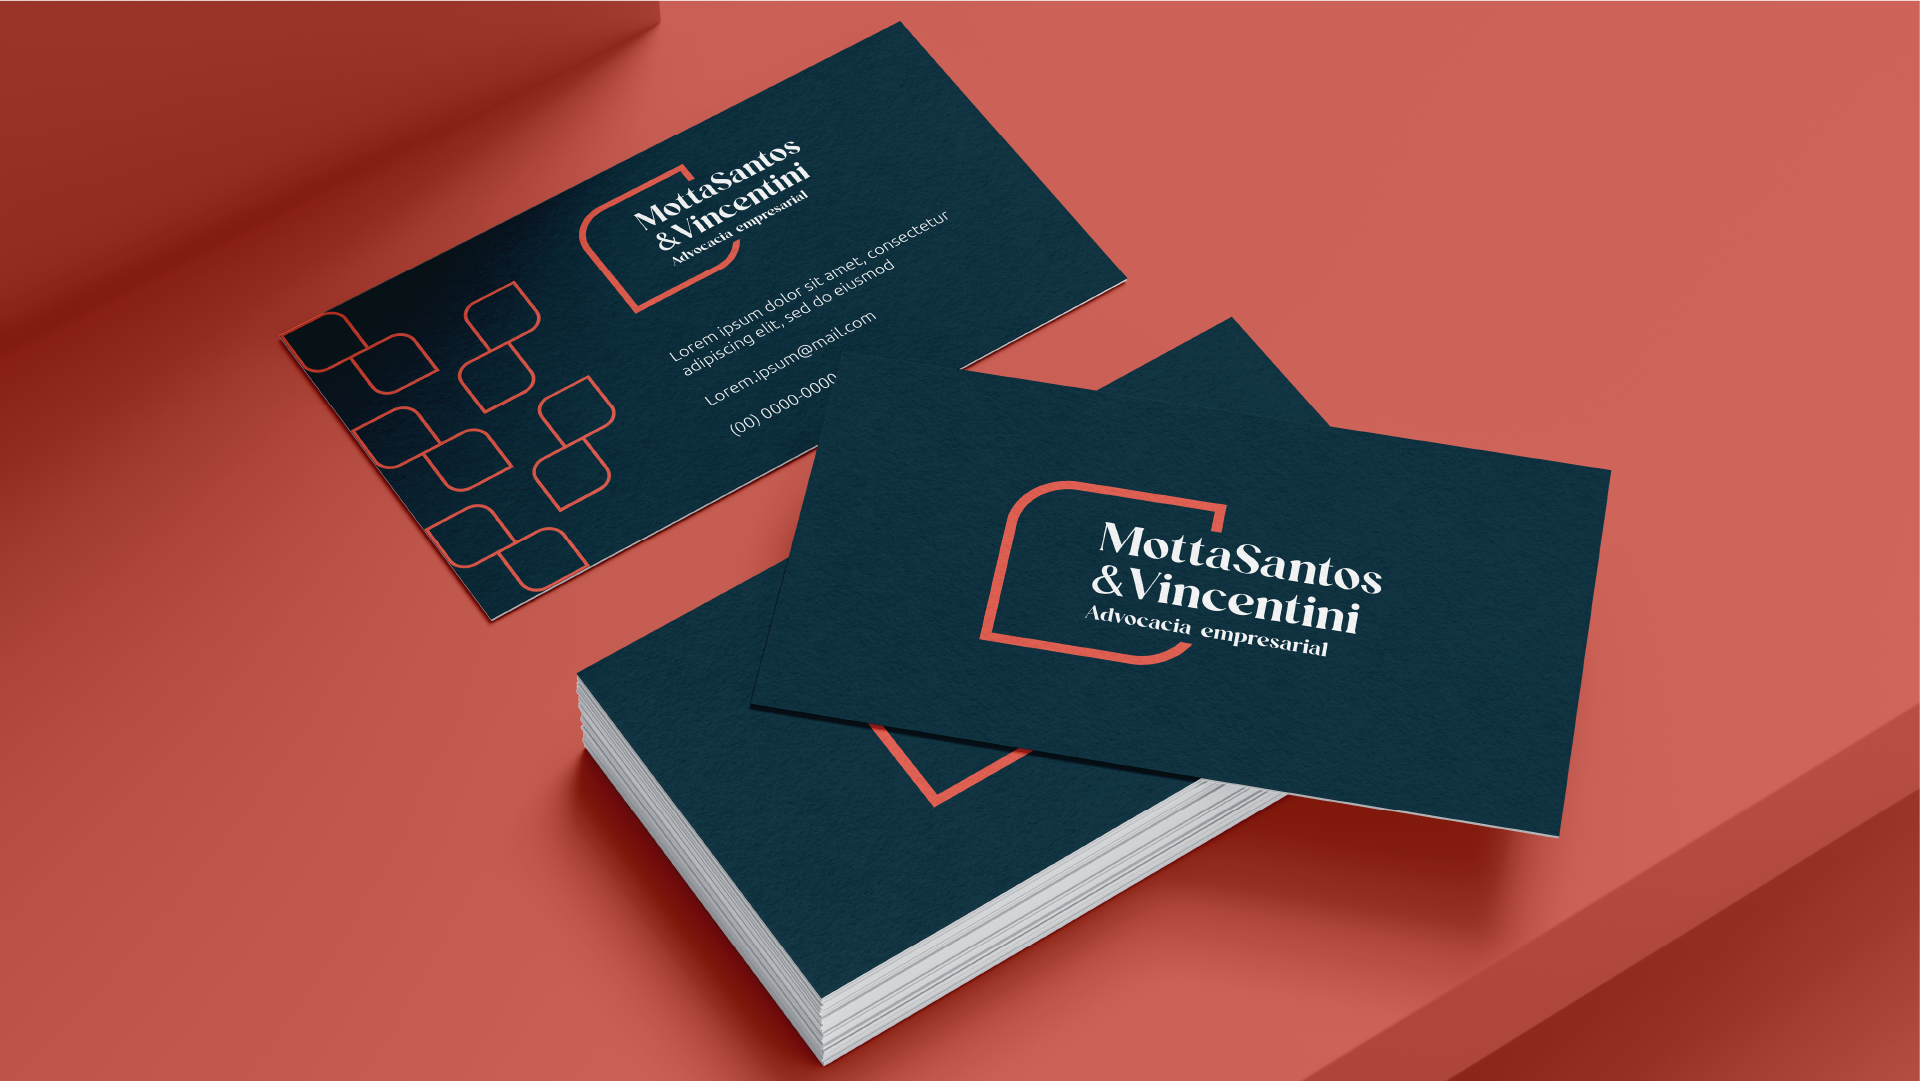 MottaSantos
&Vincentini
Advocacia empresarial
Lorem ipsum dolor sit amet, consectetur
adipiscing elit, sed do eiusmod
Lorem.ipsum@mail.com
(00) 0000-0000
MottaSantos
&Vincentini
Advocacia empresarial